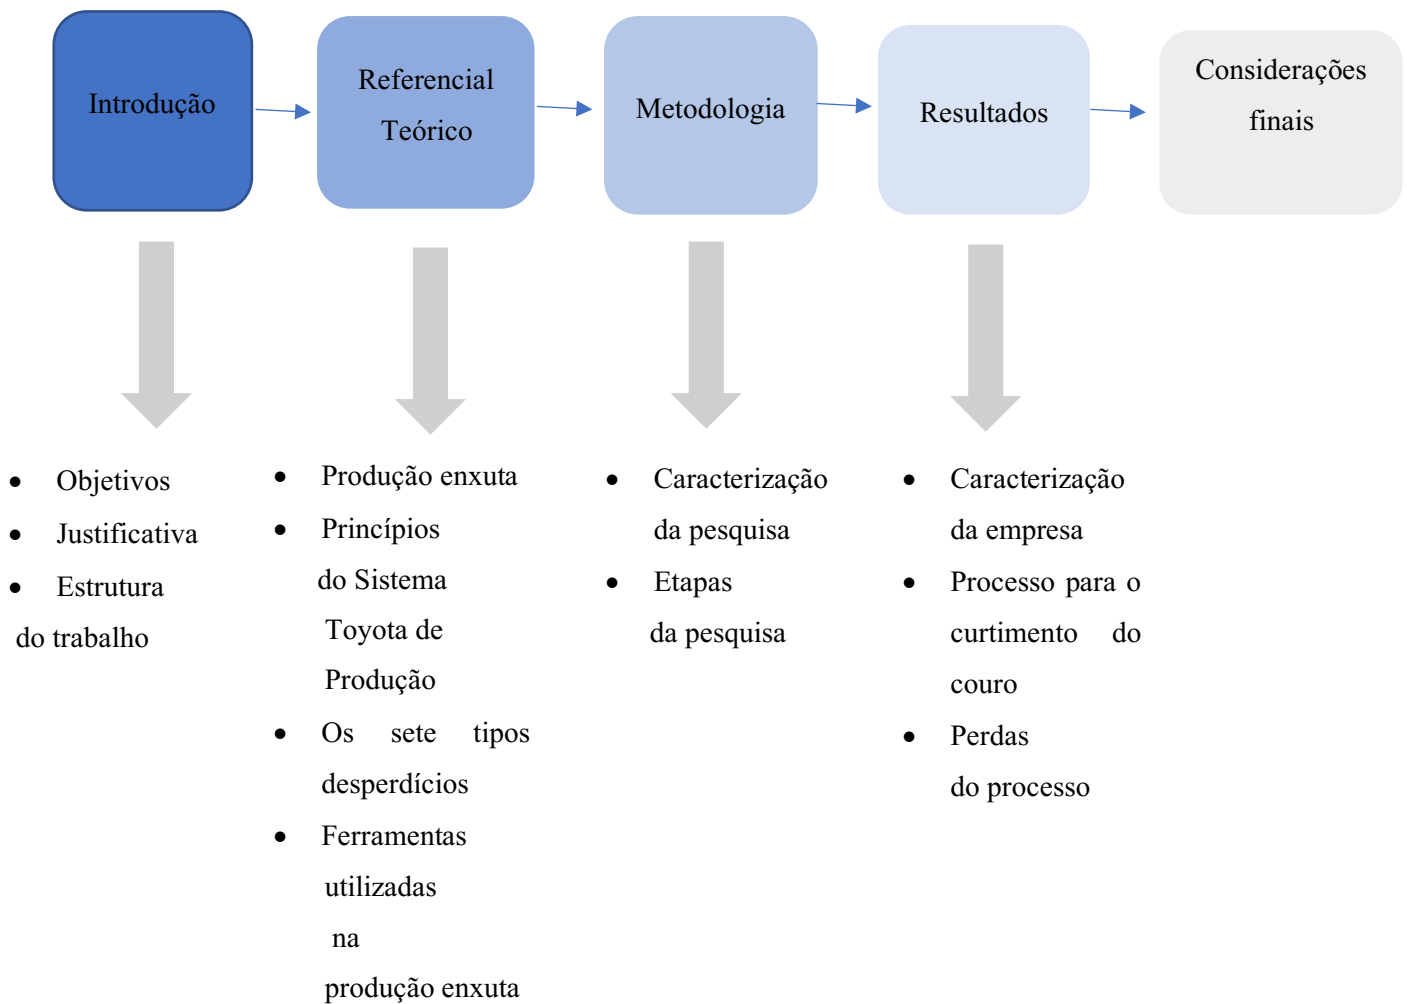 Introdução
Referencial
Teórico
Metodologia
Resultados
Considerações
finais
• Objetivos
• Justificativa
• Estrutura
do trabalho
• Produção enxuta
• Princípios
do Sistema
Toyota de
Produção
• Os sete tipos
desperdícios
• Ferramentas
utilizadas
na
produção enxuta
• Caracterização
da pesquisa
• Etapas
da pesquisa
• Caracterização
da empresa
• Processo para o
curtimento do
couro
• Perdas
do processo